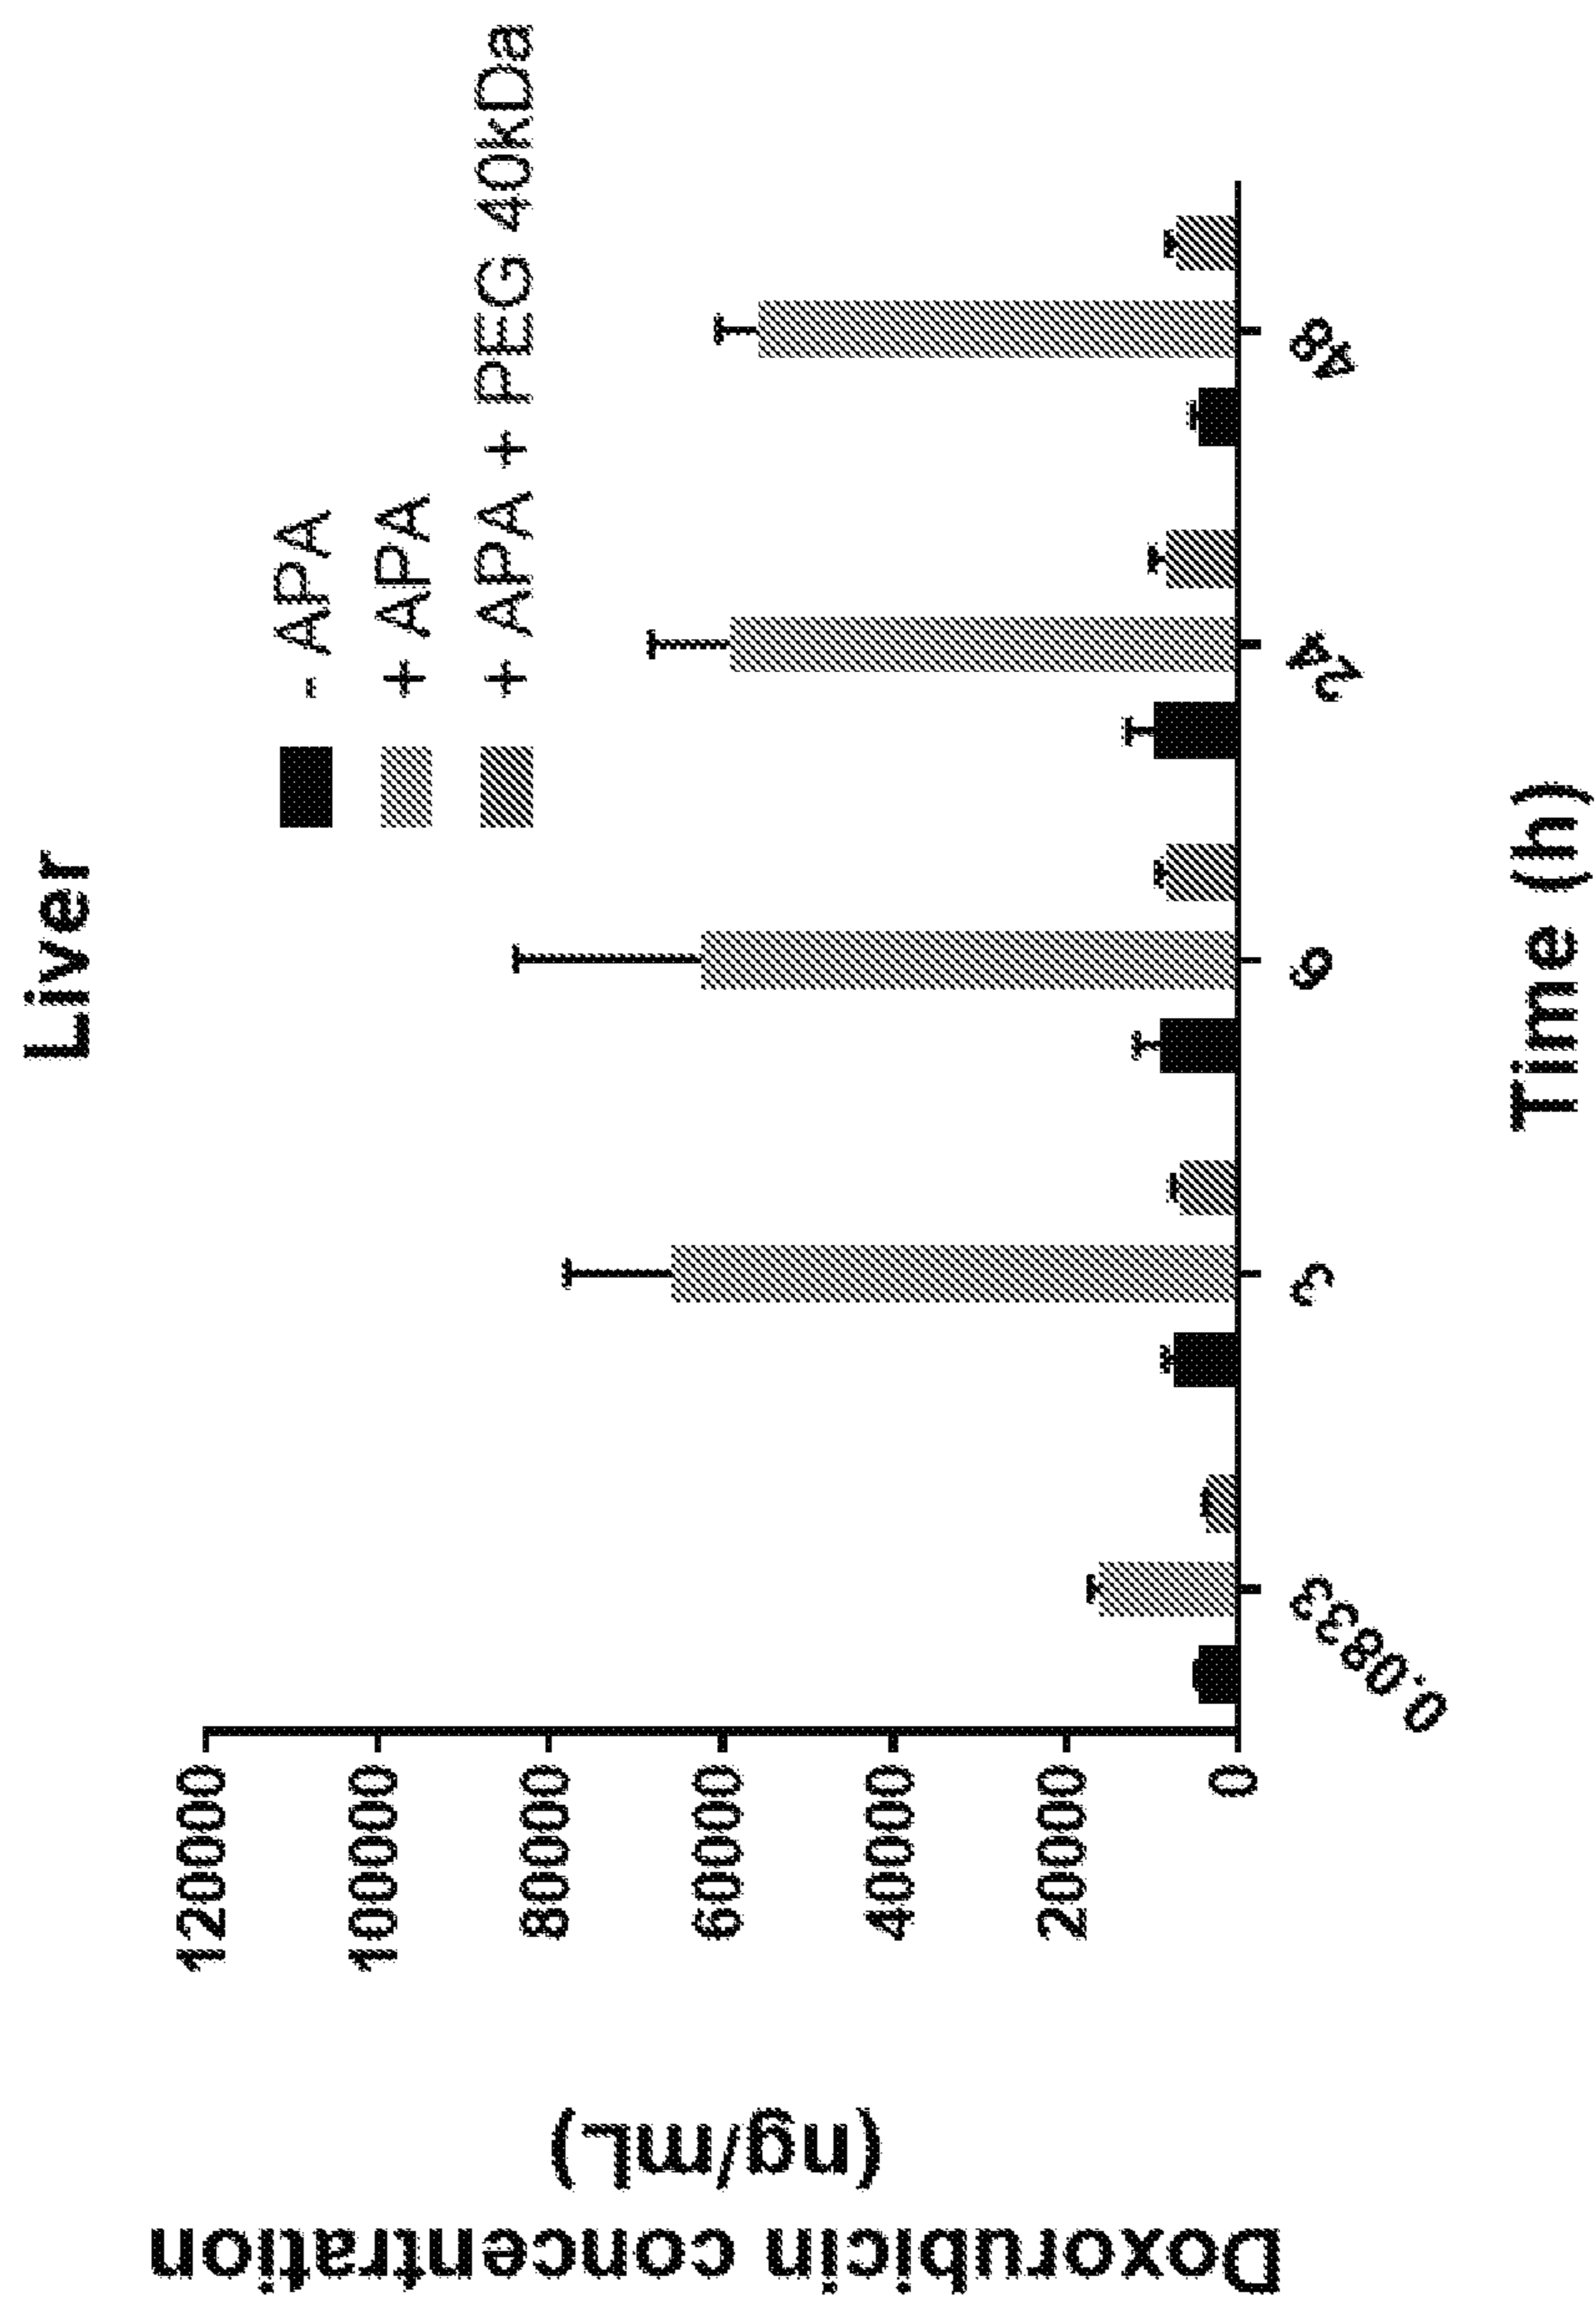 Liver
- APA
+ APA
+ APA + PEG 40kDa
Doxorubicin concentration
(ng/mL)
120000
100000
80000
60000
40000
20000
0
0.0833
3
6
24
48
Time (h)